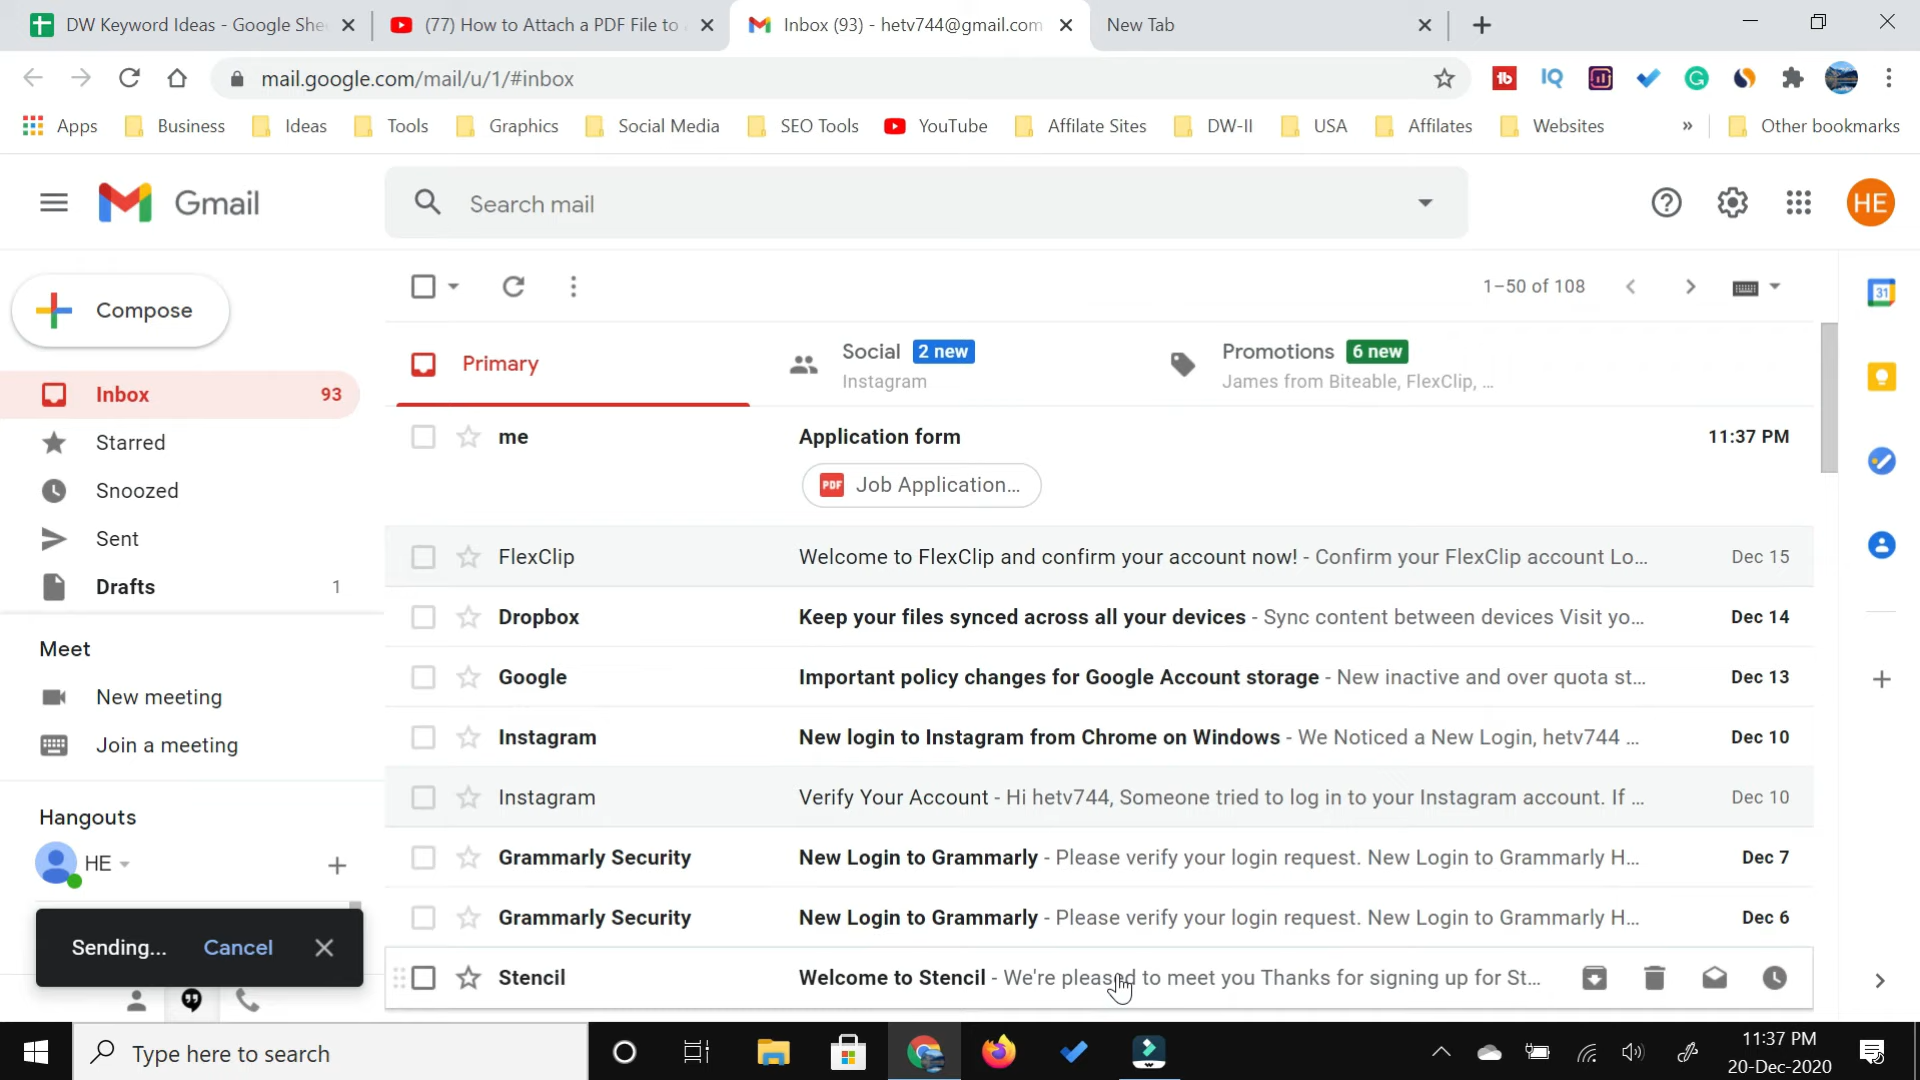 DW Keyword Ideas - Google She
(77) How to Attach a PDF File to
Inbox (93) - hetv744@gmail.com
New Tab
mail.google.com/mail/u/1/#inbox
Apps
Business
Ideas
Tools
Graphics
Social Media
SEO Tools
YouTube
Affilate Sites
DW-II
USA
Affilates
Websites
»
Other bookmarks
Gmail
Search mail
HE
Compose
1–50 of 108
Inbox 93
Starred
Snoozed
Sent
Drafts 1
Meet
New meeting
Join a meeting
Hangouts
HE
Sending... Cancel
Primary
Social 2 new
Instagram
Promotions 6 new
James from Biteable, FlexClip, ...
me Application form 11:37 PM
PDF Job Application...
FlexClip Welcome to FlexClip and confirm your account now! - Confirm your FlexClip account Lo... Dec 15
Dropbox Keep your files synced across all your devices - Sync content between devices Visit yo... Dec 14
Google Important policy changes for Google Account storage - New inactive and over quota st... Dec 13
Instagram New login to Instagram from Chrome on Windows - We Noticed a New Login, hetv744 ... Dec 10
Instagram Verify Your Account - Hi hetv744, Someone tried to log in to your Instagram account. If ... Dec 10
Grammarly Security New Login to Grammarly - Please verify your login request. New Login to Grammarly H... Dec 7
Grammarly Security New Login to Grammarly - Please verify your login request. New Login to Grammarly H... Dec 6
Stencil Welcome to Stencil - We're pleased to meet you Thanks for signing up for St...
31
Type here to search
11:37 PM
20-Dec-2020